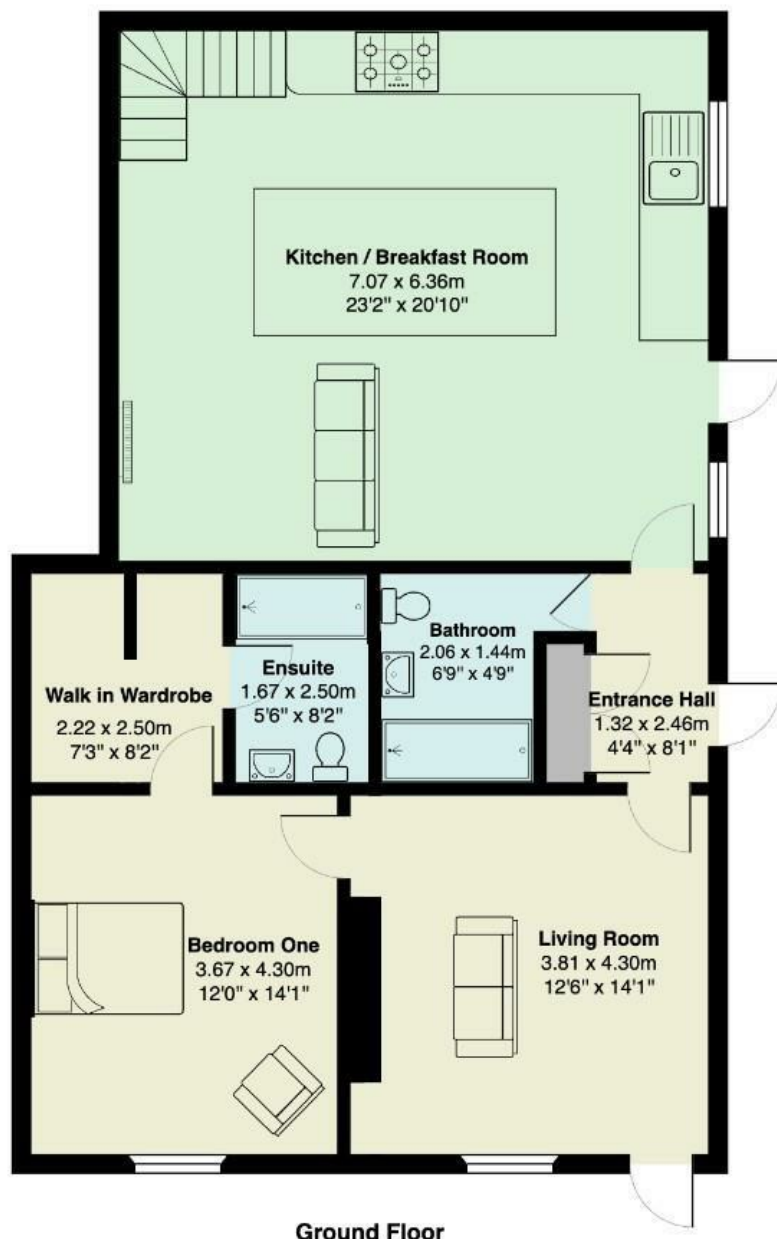 Kitchen / Breakfast Room
7.07 x 6.36m
23'2" x 20'10"
Walk in Wardrobe
2.22 x 2.50m
7'3" x 8'2"
Ensuite
1.67 x 2.50m
5'6" x 8'2"
Bathroom
2.06 x 1.44m
6'9" x 4'9"
Entrance Hall
1.32 x 2.46m
4'4" x 8'1"
Bedroom One
3.67 x 4.30m
12'0" x 14'1"
Living Room
3.81 x 4.30m
12'6" x 14'1"
Ground Floor